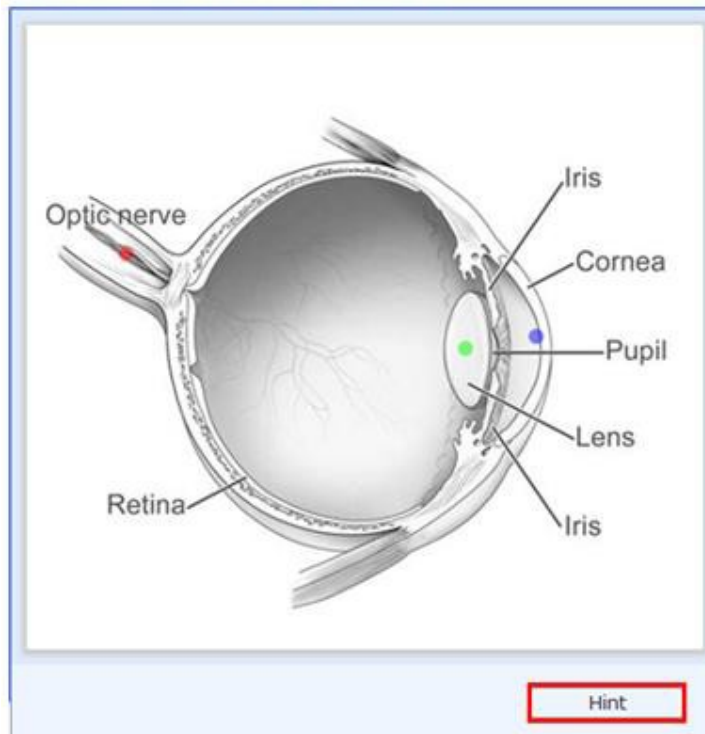 Iris
Optic nerve
Cornea
Pupil
Lens
Retina
Iris
Hint